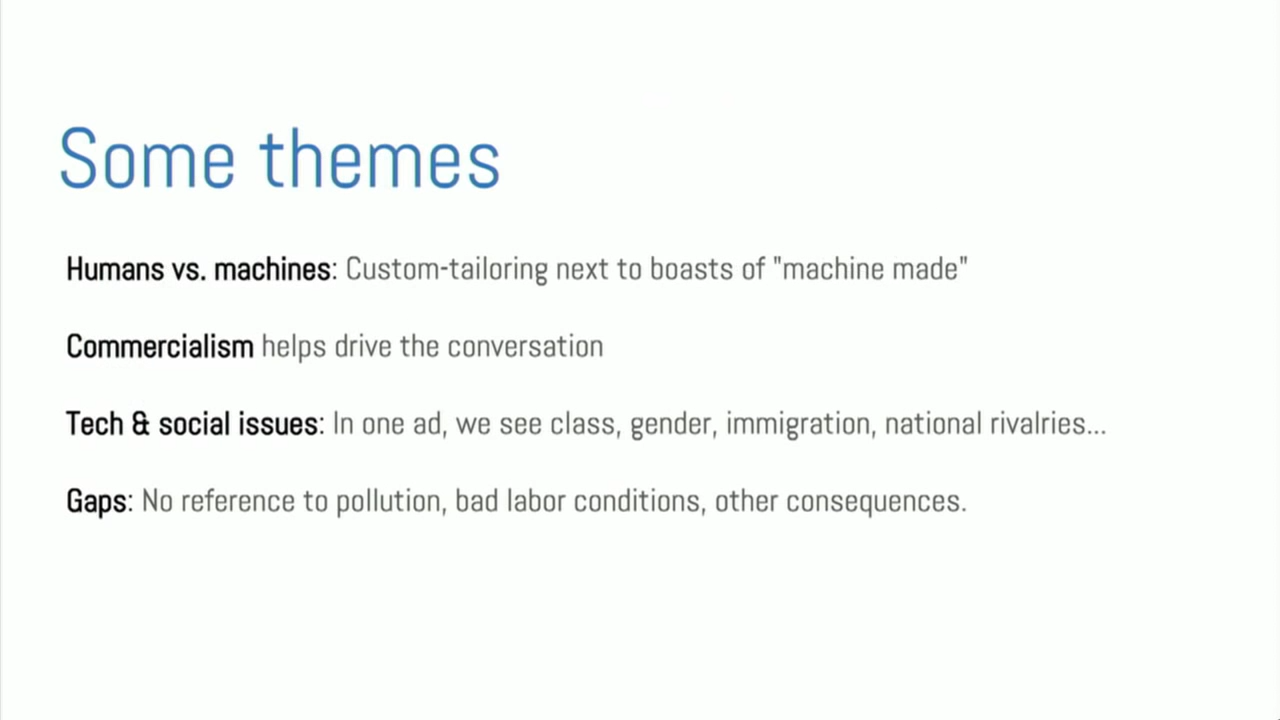 Some themes
Humans vs. machines: Custom-tailoring next to boasts of "machine made"
Commercialism helps drive the conversation
Tech & social issues: In one ad, we see class, gender, immigration, national rivalries...
Gaps: No reference to pollution, bad labor conditions, other consequences.